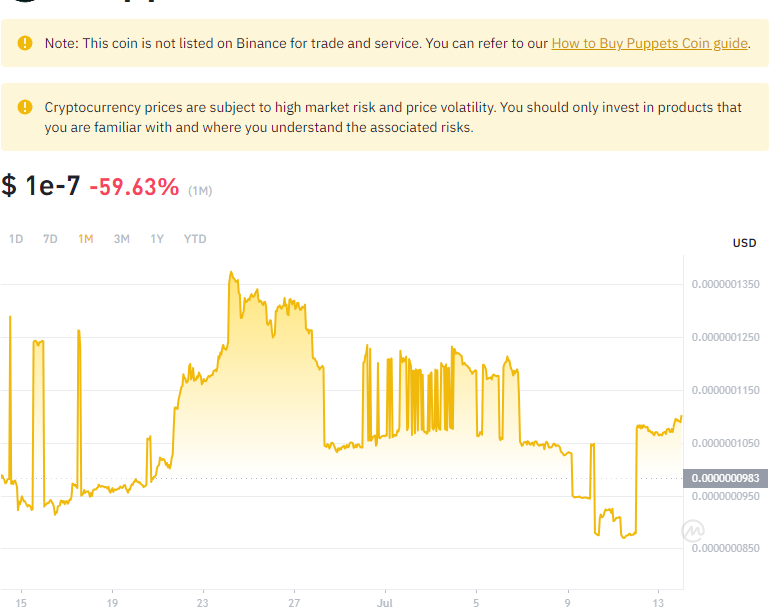 Note: This coin is not listed on Binance for trade and service. You can refer to our How to Buy Puppets Coin guide.
Cryptocurrency prices are subject to high market risk and price volatility. You should only invest in products that
you are familiar with and where you understand the associated risks.
$ 1e-7 -59.63% (1M)
1D 7D 1M 3M 1Y YTD
USD
0.0000001350
0.0000001250
0.0000001150
0.0000001050
0.0000000983
0.0000000950
0.0000000850
15 19 23 27 Jul 5 9 13